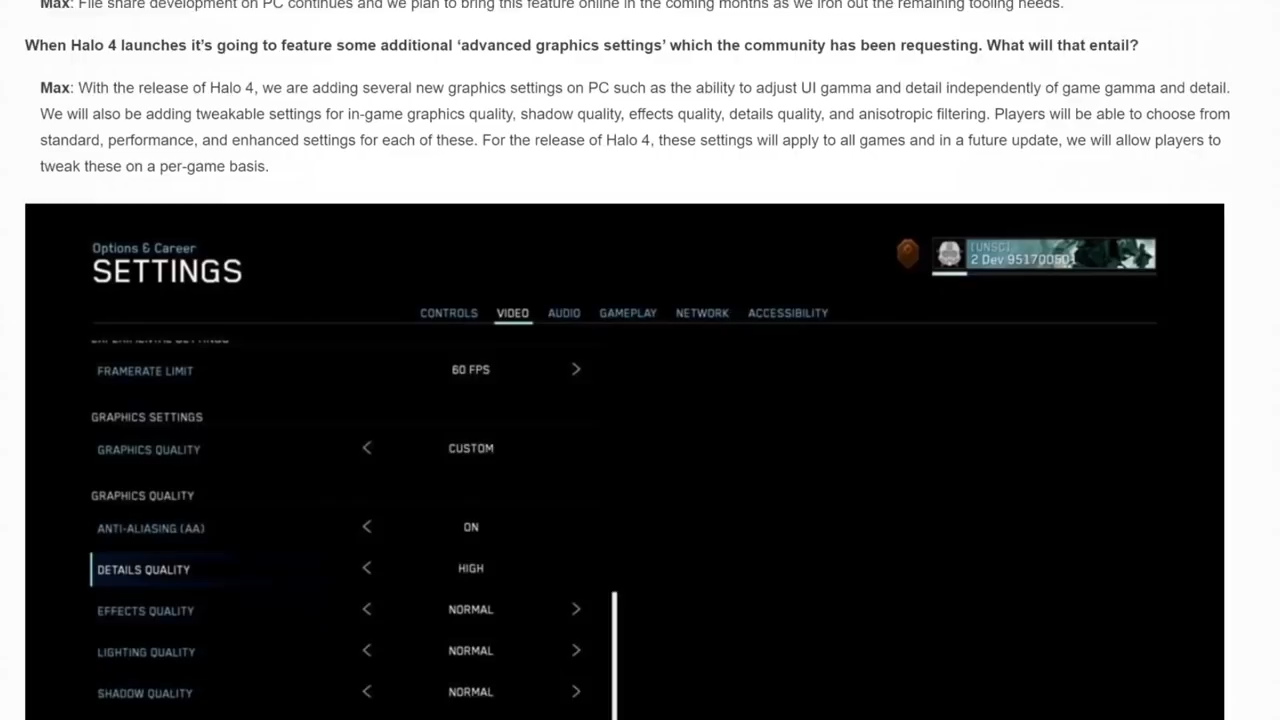 Max: File share development on PC continues and we plan to bring this feature online in the coming months as we iron out the remaining tooling needs.
When Halo 4 launches it's going to feature some additional ‘advanced graphics settings’ which the community has been requesting. What will that entail?
Max: With the release of Halo 4, we are adding several new graphics settings on PC such as the ability to adjust UI gamma and detail independently of game gamma and detail.
We will also be adding tweakable settings for in-game graphics quality, shadow quality, effects quality, details quality, and anisotropic filtering. Players will be able to choose from
standard, performance, and enhanced settings for each of these. For the release of Halo 4, these settings will apply to all games and in a future update, we will allow players to
tweak these on a per-game basis.
Options & Career
SETTINGS
[UNSC]
2 Dev 951700604
CONTROLS VIDEO AUDIO GAMEPLAY NETWORK ACCESSIBILITY
EXPERIMENTAL SETTINGS
FRAMERATE LIMIT 60 FPS >
GRAPHICS SETTINGS
GRAPHICS QUALITY < CUSTOM
GRAPHICS QUALITY
ANTI-ALIASING (AA) < ON
DETAILS QUALITY < HIGH
EFFECTS QUALITY < NORMAL >
LIGHTING QUALITY < NORMAL >
SHADOW QUALITY < NORMAL >